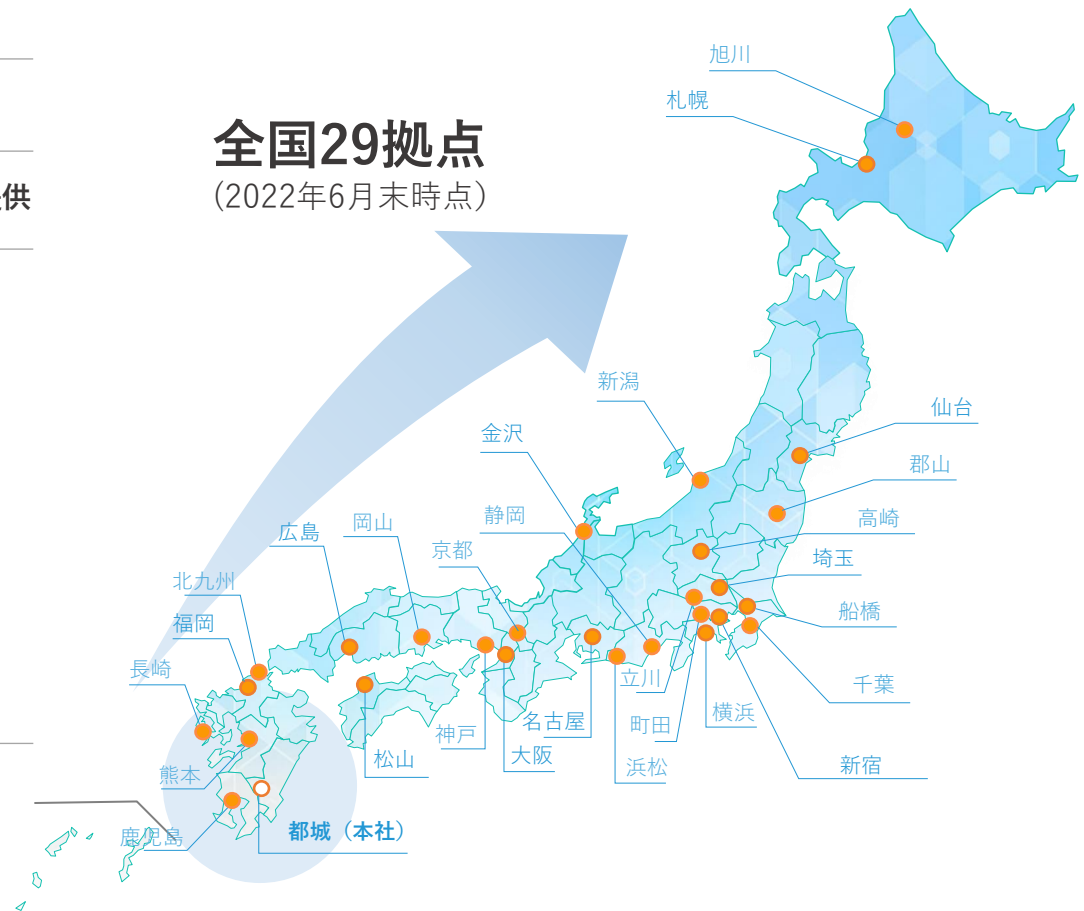 旭川
札幌
全国29拠点
(2022年6月末時点)
供
新潟
仙台
金沢
郡山
静岡
高崎
広島
岡山
京都
埼玉
北九州
船橋
福岡
長崎
立川
千葉
横浜
名古屋
町田
神戸
大阪
松山
浜松
新宿
熊本
都城（本社）
鹿児島